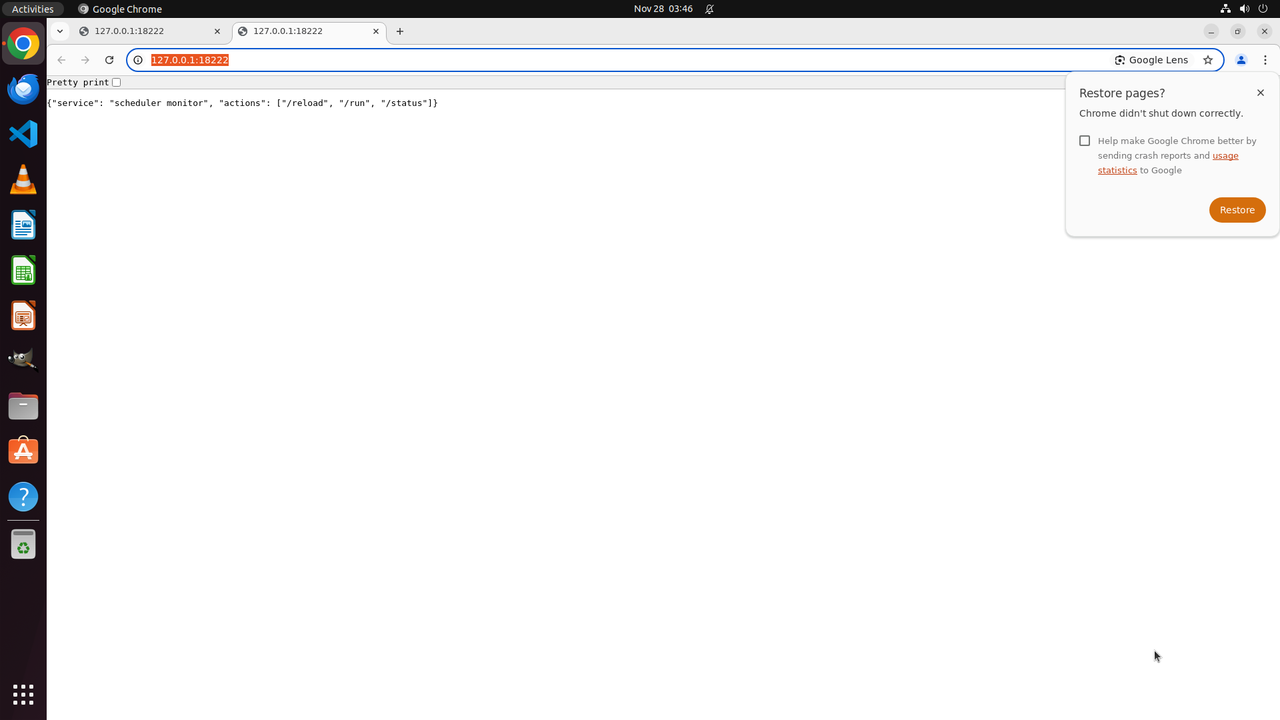 Activities
Google Chrome
Nov 28 03:46
127.0.0.1:18222
127.0.0.1:18222
127.0.0.1:18222
Google Lens
Pretty print
{"service": "scheduler monitor", "actions": ["/reload", "/run", "/status"]}
Restore pages?
Chrome didn't shut down correctly.
Help make Google Chrome better by
sending crash reports and usage
statistics to Google
Restore